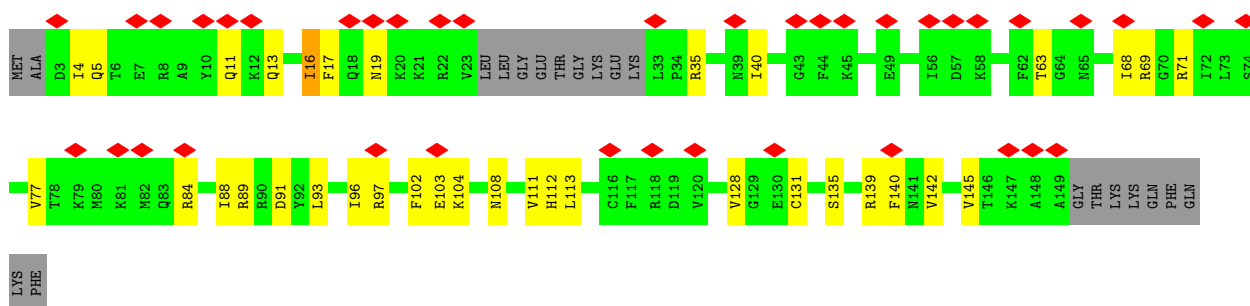 MET ALA D3 I4 Q5 T6 E7 R8 A9 Y10 Q11 K12 Q13 I16 F17 Q18 N19 K20 K21 R22 V23 LEU LEU GLY GLU THR GLY LYS GLU LYS L33 P34 R35 N39 I40 G43 F44 K45 E49 I56 D57 K58 F62 T63 G64 N65 I68 R69 G70 R71 I72 L73 S74
V77 T78 K79 M80 K81 M82 Q83 R84 I88 R89 R90 D91 Y92 L93 I96 R97 F102 E103 K104 N108 V111 H112 L113 C116 F117 R118 D119 V120 V128 G129 E130 C131 S135 R139 F140 N141 V142 V145 T146 K147 A148 A149 GLY THR LYS LYS GLN PHE GLN
LYS PHE